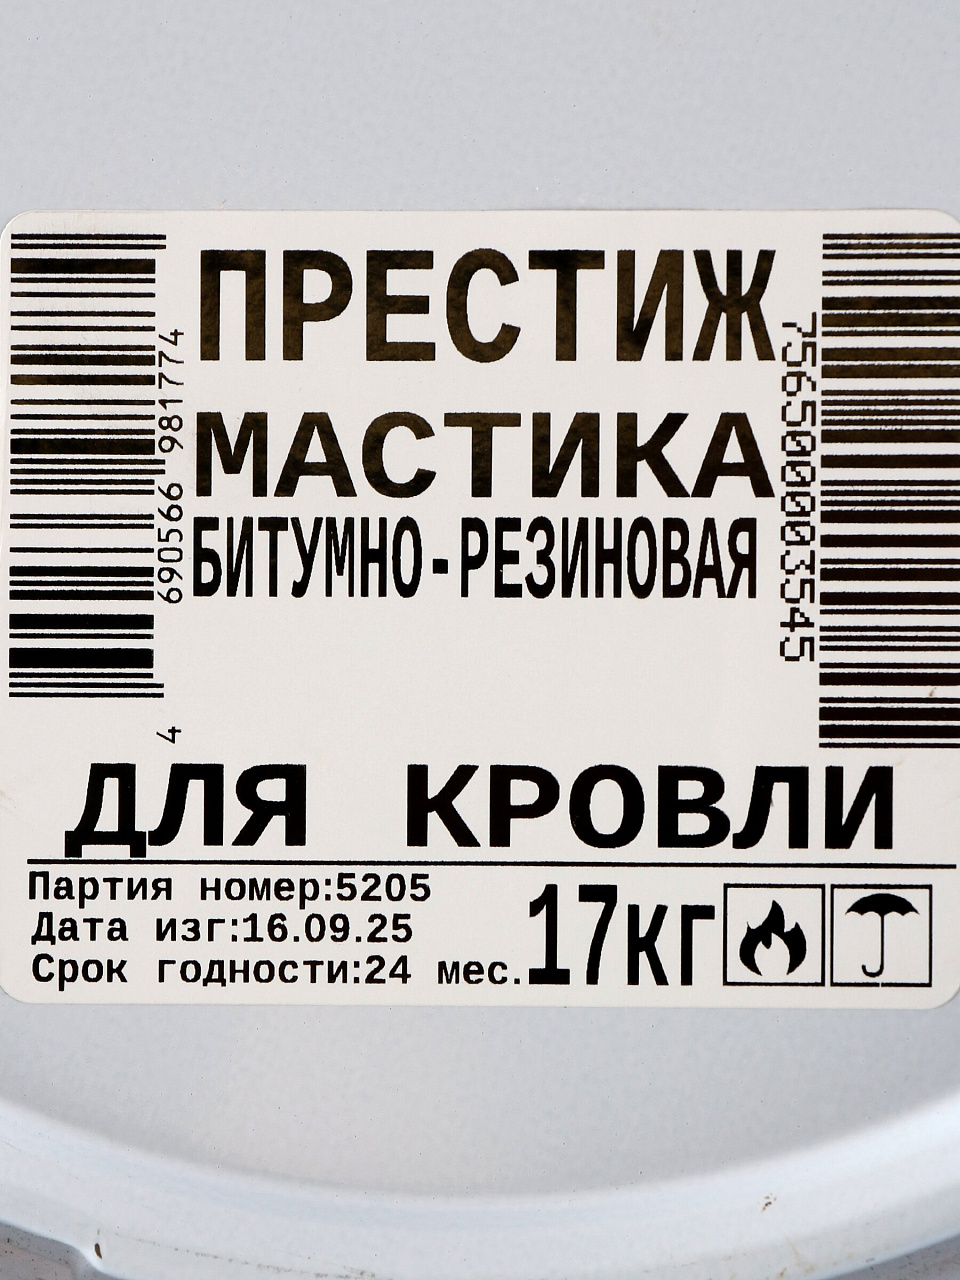 ПРЕСТИЖ
МАСТИКА
БИТУМНО-РЕЗИНОВАЯ
ДЛЯ КРОВЛИ
Партия номер:5205
Дата изг:16.09.25
Срок годности:24 мес.
17кг
4 690566 981774
7565000003545